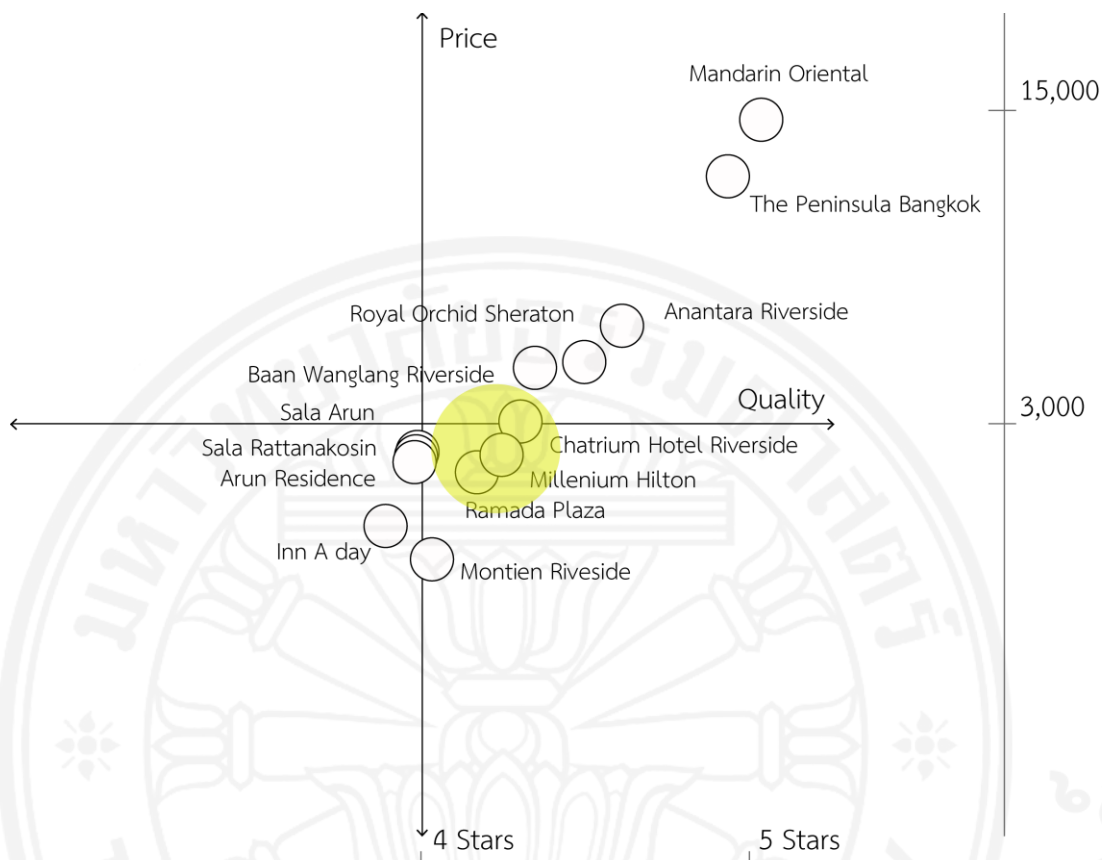 Price
Mandarin Oriental
15,000
The Peninsula Bangkok
Royal Orchid Sheraton
Anantara Riverside
Baan Wanglang Riverside
Quality
3,000
Sala Arun
Chatrium Hotel Riverside
Sala Rattanakosin
Arun Residence
Millenium Hilton
Ramada Plaza
Inn A day
Montien Riveside
4 Stars
5 Stars